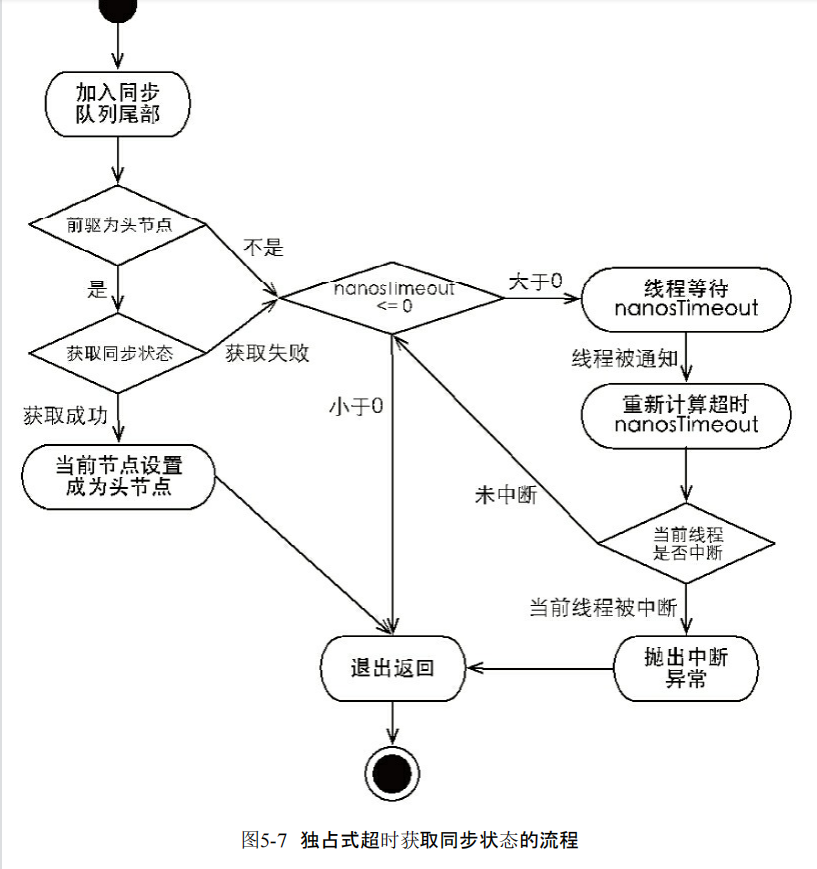 加入同步
队列尾部
前驱为头节点
不是
是
获取同步状态
获取失败
获取成功
当前节点设置
成为头节点
nanosTimeout
<= 0
大于0
小于0
线程等待
nanosTimeout
线程被通知
重新计算超时
nanosTimeout
未中断
当前线程
是否中断
当前线程被中断
抛出中断
异常
退出返回
图5-7 独占式超时获取同步状态的流程